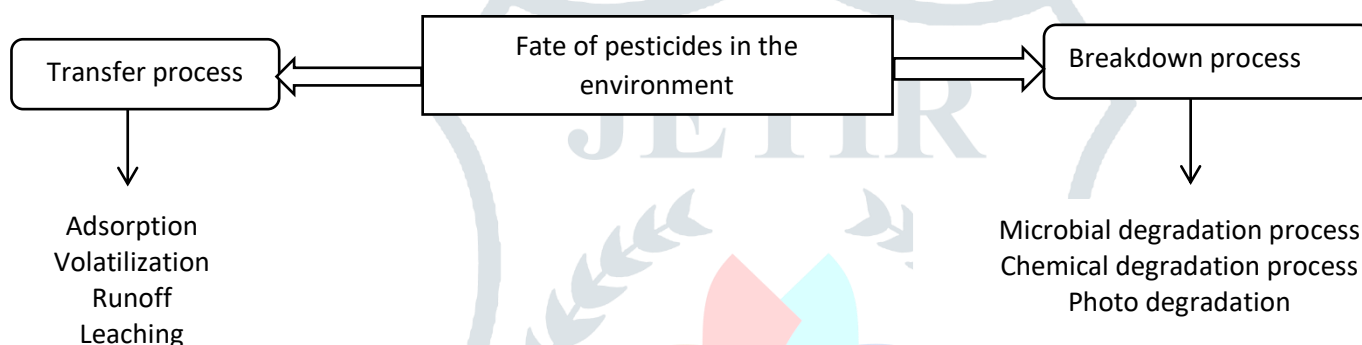 Fate of pesticides in the
environment
Transfer process
Breakdown process
JETIR
Adsorption
Volatilization
Runoff
Leaching
Microbial degradation process
Chemical degradation process
Photo degradation